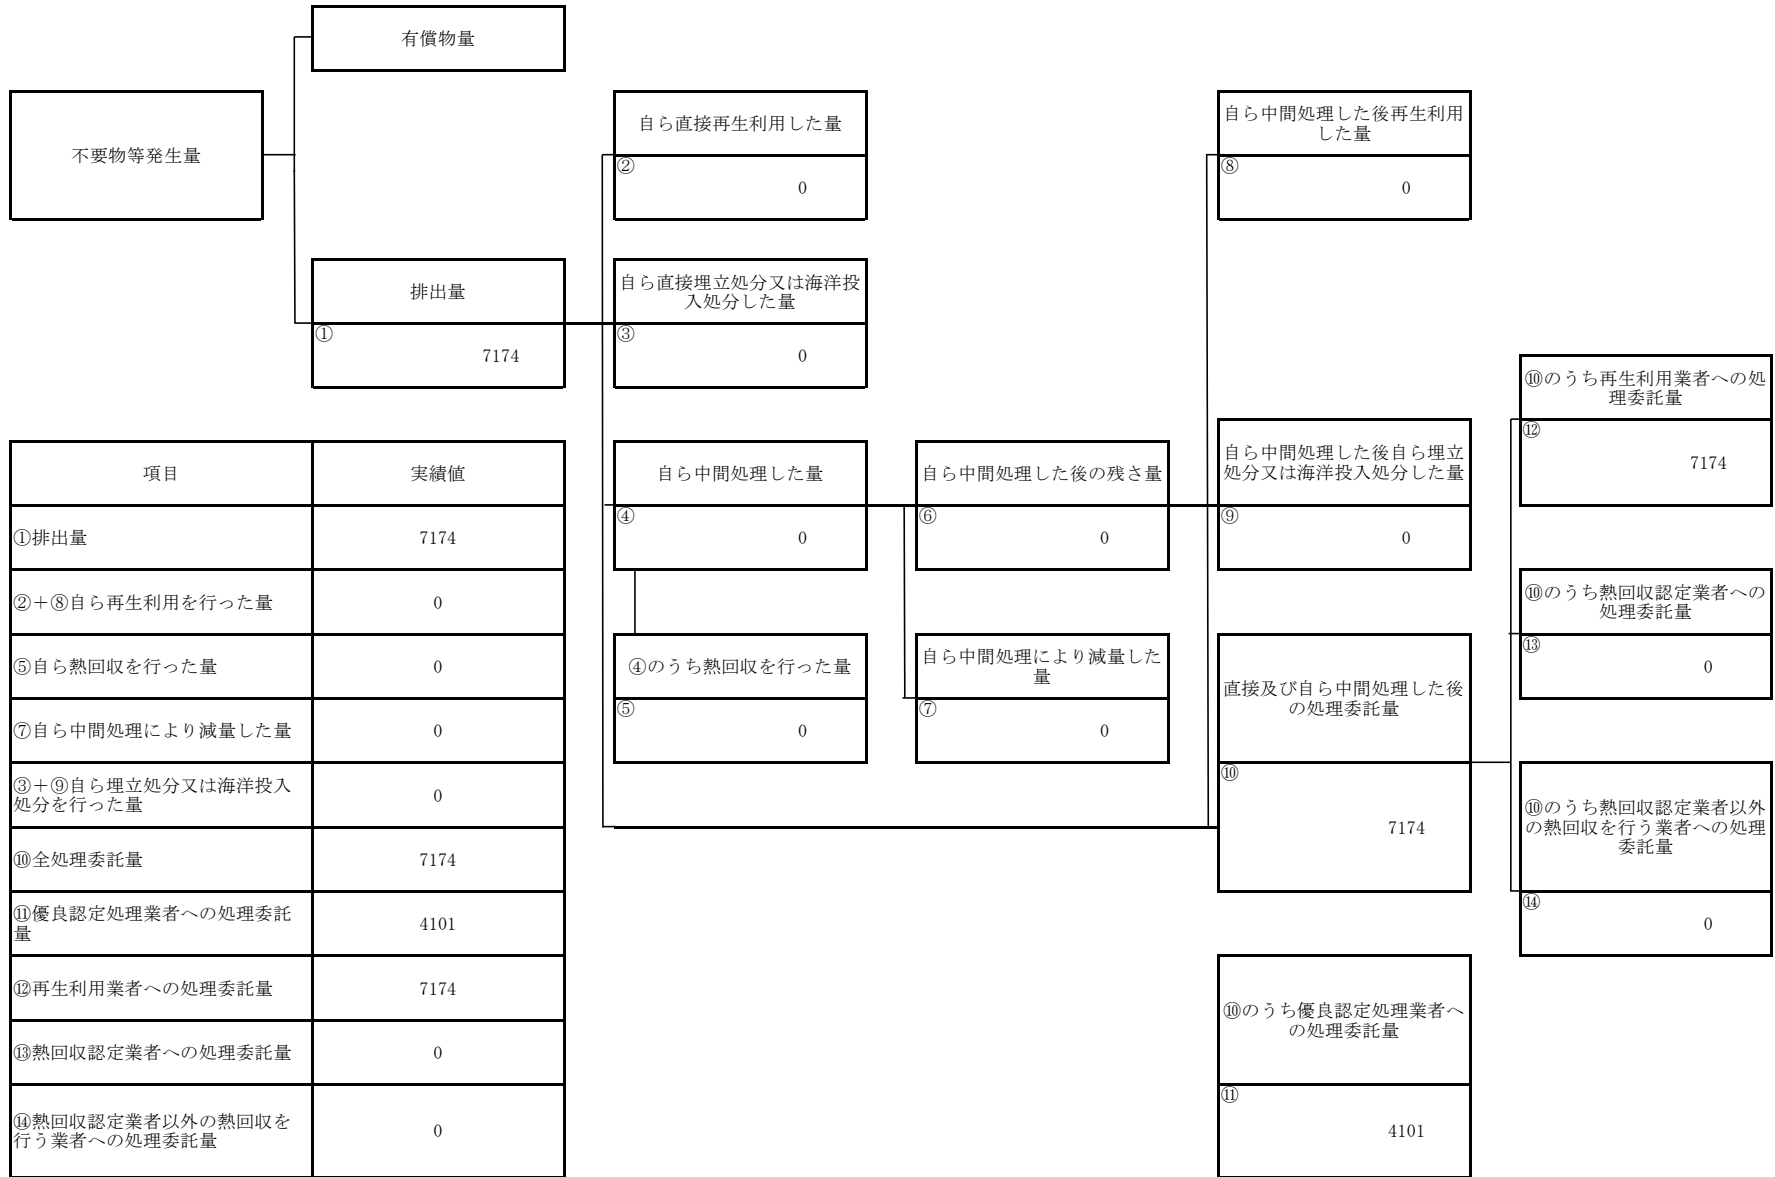 有償物量
不要物等発生量
自ら直接再生利用した量
②
0
自ら中間処理した後再生利用
した量
⑧
0
排出量
①
7174
自ら直接埋立処分又は海洋投
入処分した量
③
0
⑩のうち再生利用業者への処
理委託量
⑫
7174
自ら中間処理した量
④
0
自ら中間処理した後の残さ量
⑥
0
自ら中間処理した後自ら埋立
処分又は海洋投入処分した量
⑨
0
⑩のうち熱回収認定業者への
処理委託量
⑬
0
④のうち熱回収を行った量
⑤
0
自ら中間処理により減量した
量
⑦
0
直接及び自ら中間処理した後
の処理委託量
⑩
7174
⑩のうち熱回収認定業者以外
の熱回収を行う業者への処理
委託量
⑭
0
⑩のうち優良認定処理業者へ
の処理委託量
⑪
4101
項目 実績値
①排出量 7174
②＋⑧自ら再生利用を行った量 0
⑤自ら熱回収を行った量 0
⑦自ら中間処理により減量した量 0
③＋⑨自ら埋立処分又は海洋投入
処分を行った量 0
⑩全処理委託量 7174
⑪優良認定処理業者への処理委託
量 4101
⑫再生利用業者への処理委託量 7174
⑬熱回収認定業者への処理委託量 0
⑭熱回収認定業者以外の熱回収を
行う業者への処理委託量 0